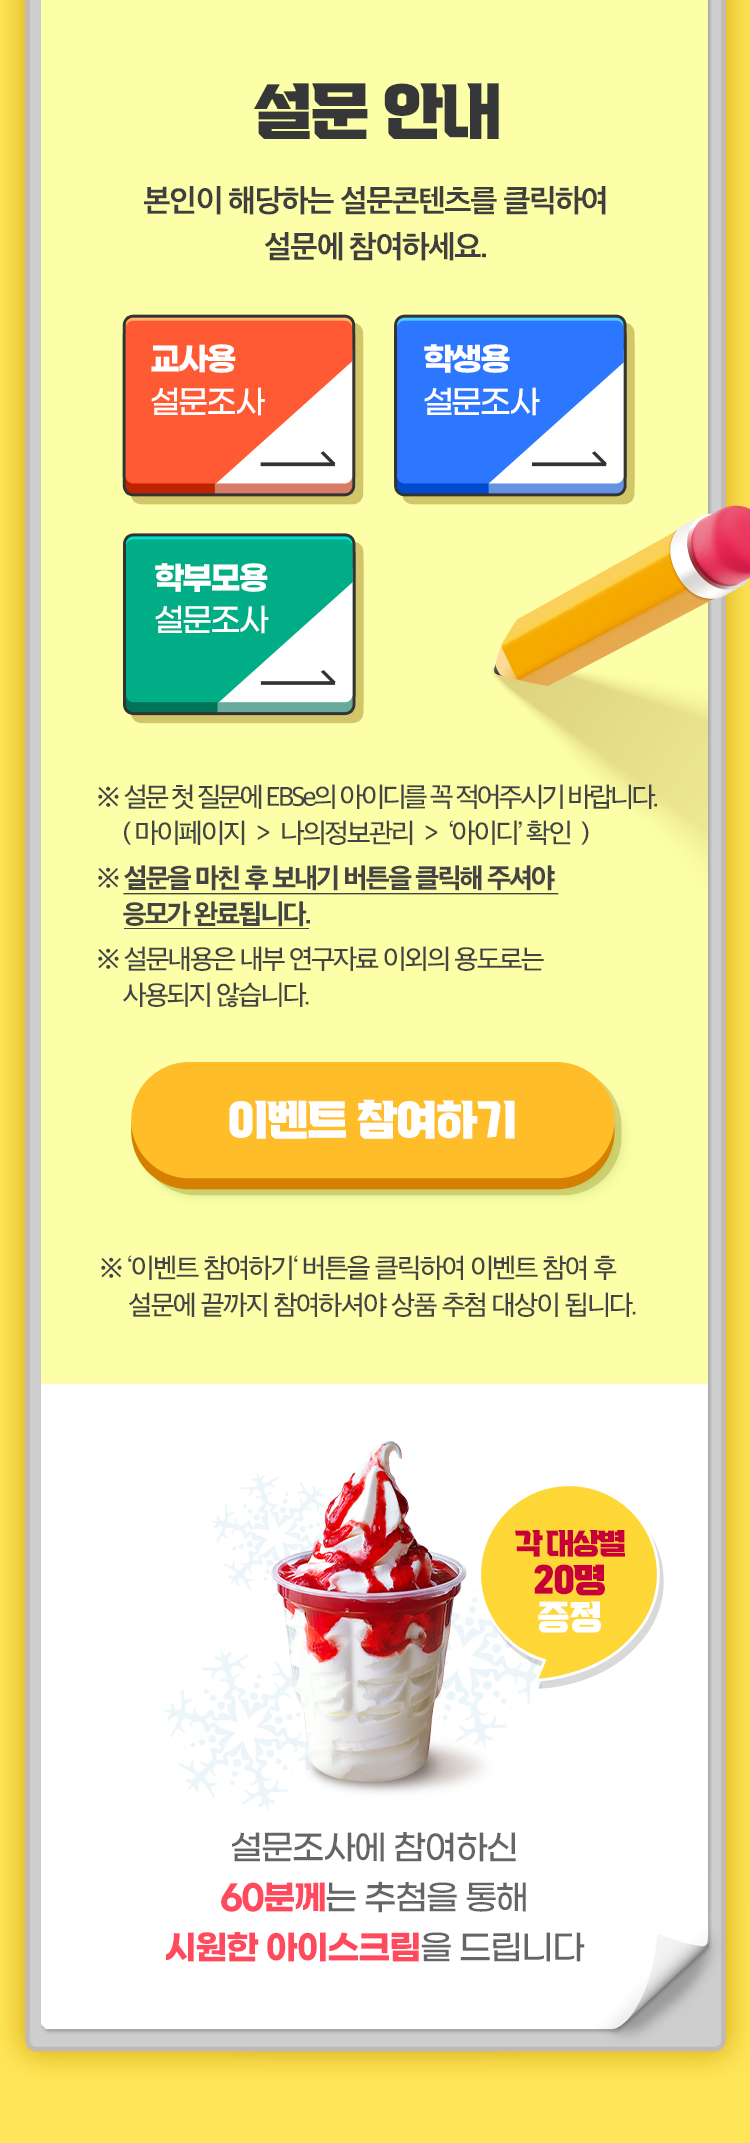 설문 안내
본인이 해당하는 설문콘텐츠를 클릭하여
설문에 참여하세요.
교사용
설문조사
학생용
설문조사
학부모용
설문조사
※ 설문 첫 질문에 EBSe의 아이디를 꼭 적어주시기 바랍니다.
( 마이페이지 > 나의정보관리 > ‘아이디’ 확인 )
※ 설문을 마친 후 보내기 버튼을 클릭해 주셔야
응모가 완료됩니다.
※ 설문내용은 내부 연구자료 이외의 용도로는
사용되지 않습니다.
이벤트 참여하기
※ ‘이벤트 참여하기‘ 버튼을 클릭하여 이벤트 참여 후
설문에 끝까지 참여하셔야 상품 추첨 대상이 됩니다.
각 대상별
20명
증정
설문조사에 참여하신
60분께는 추첨을 통해
시원한 아이스크림을 드립니다